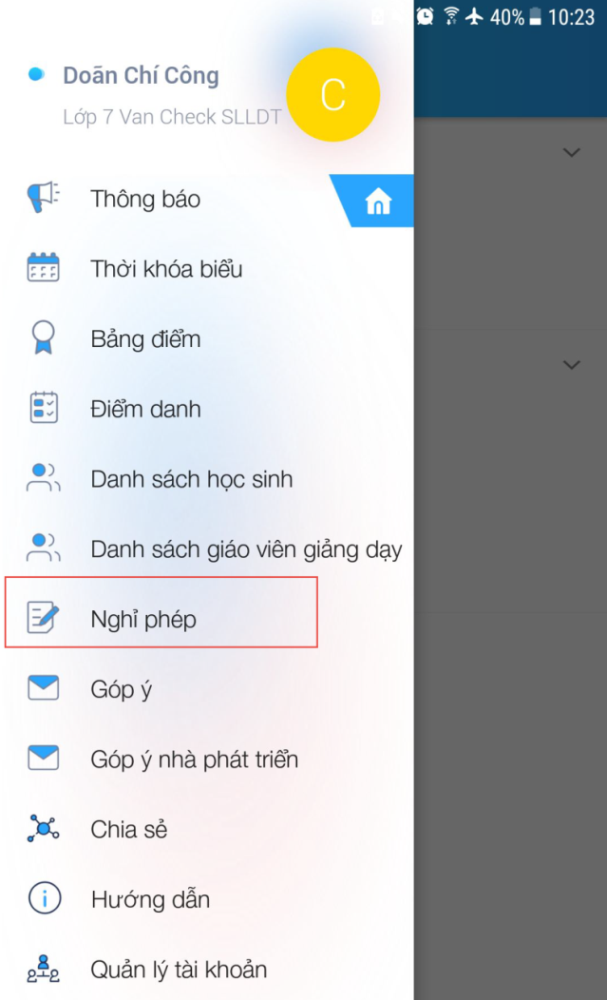 40% 10:23
Doãn Chí Công
C
Lớp 7 Van Check SLLDT
Thông báo
Thời khóa biểu
Bảng điểm
Điểm danh
Danh sách học sinh
Danh sách giáo viên giảng dạy
Nghỉ phép
Góp ý
Góp ý nhà phát triển
Chia sẻ
Hướng dẫn
Quản lý tài khoản